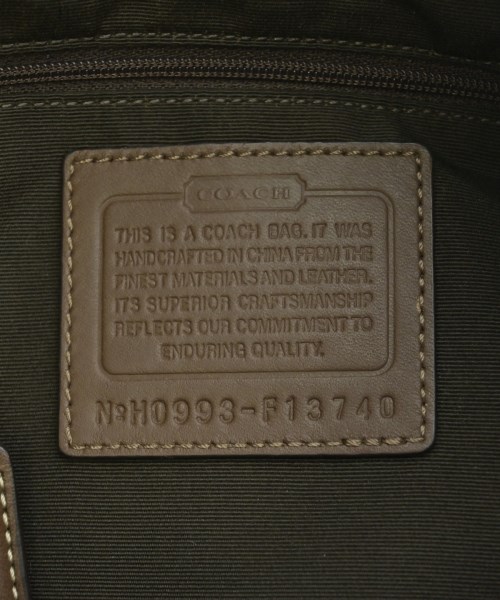 COACH
THIS IS A COACH BAG. IT WAS
HANDCRAFTED IN CHINA FROM THE
FINEST MATERIALS AND LEATHER.
ITS SUPERIOR CRAFTSMANSHIP
REFLECTS OUR COMMITMENT TO
ENDURING QUALITY.
NºH0993-F13740